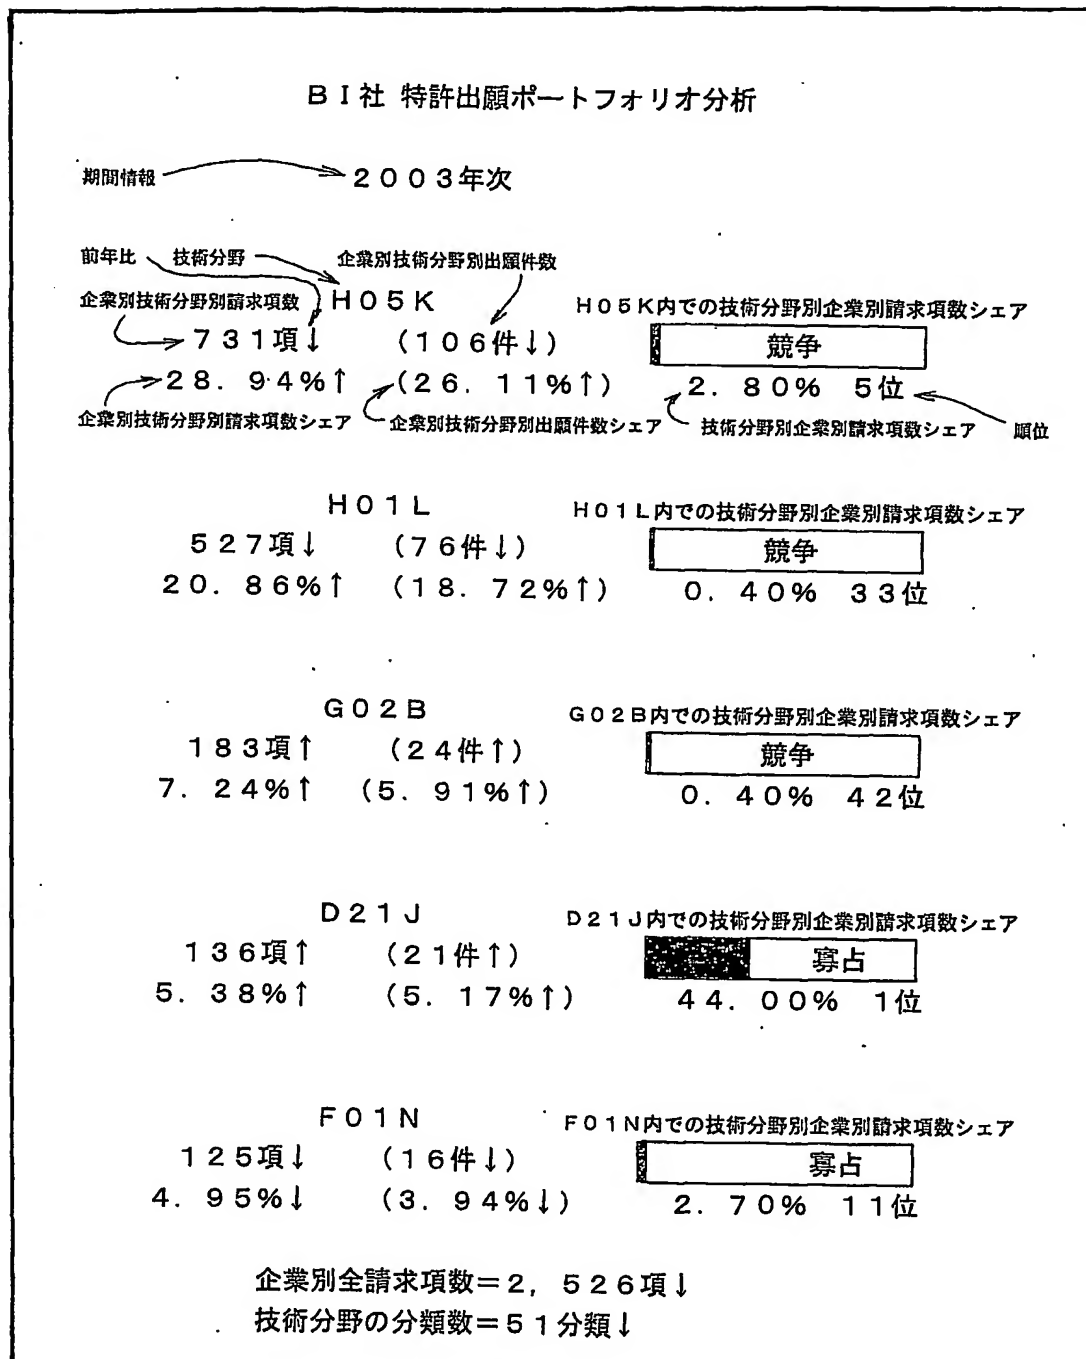 BI社 特許出願ポートフォリオ分析
期間情報 2003年次
前年比 技術分野 企業別技術分野別出願件数
企業別技術分野別請求項数 H05K H05K内での技術分野別企業別請求項数シェア
731項↓ (106件↓) 競争
28.94%↑ (26.11%↑) 2.80% 5位
企業別技術分野別請求項数シェア 企業別技術分野別出願件数シェア 技術分野別企業別請求項数シェア 順位
H01L H01L内での技術分野別企業別請求項数シェア
527項↓ (76件↓) 競争
20.86%↑ (18.72%↑) 0.40% 33位
G02B G02B内での技術分野別企業別請求項数シェア
183項↑ (24件↑) 競争
7.24%↑ (5.91%↑) 0.40% 42位
D21J D21J内での技術分野別企業別請求項数シェア
136項↑ (21件↑) 寡占
5.38%↑ (5.17%↑) 44.00% 1位
F01N F01N内での技術分野別企業別請求項数シェア
125項↓ (16件↓) 寡占
4.95%↓ (3.94%↓) 2.70% 11位
企業別全請求項数=2,526項↓
技術分野の分類数=51分類↓